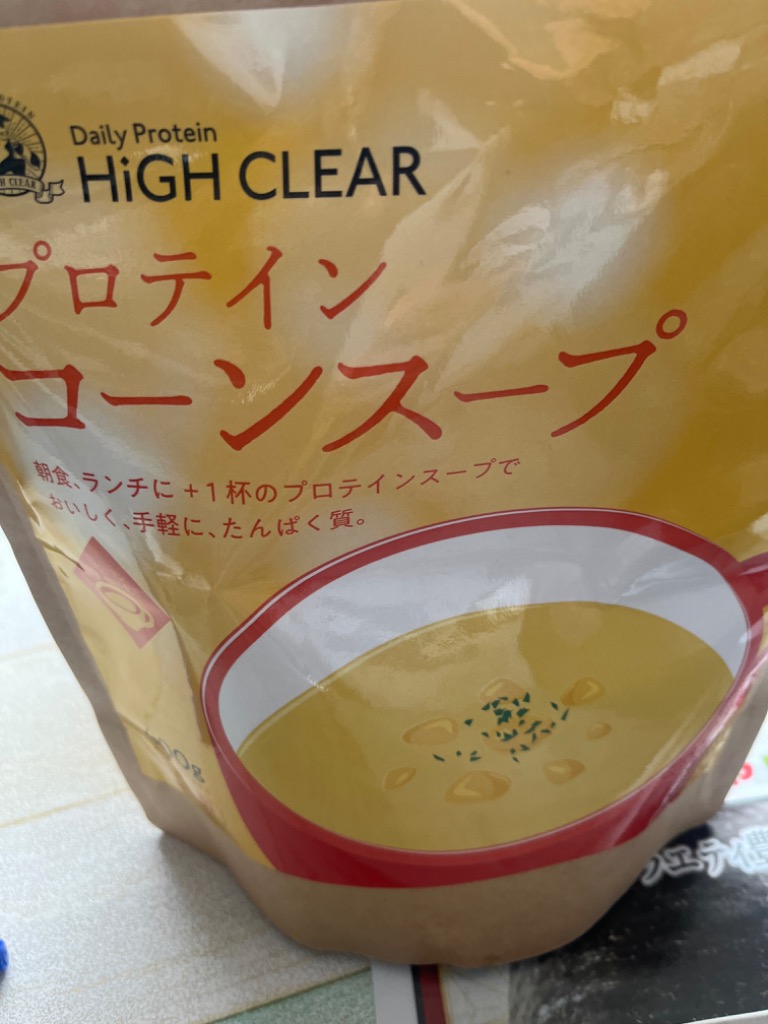 Daily Protein
HiGH CLEAR
プロテイン
コーンスープ
朝食、ランチに+1杯のプロテインスープで
おいしく、手軽に、たんぱく質。